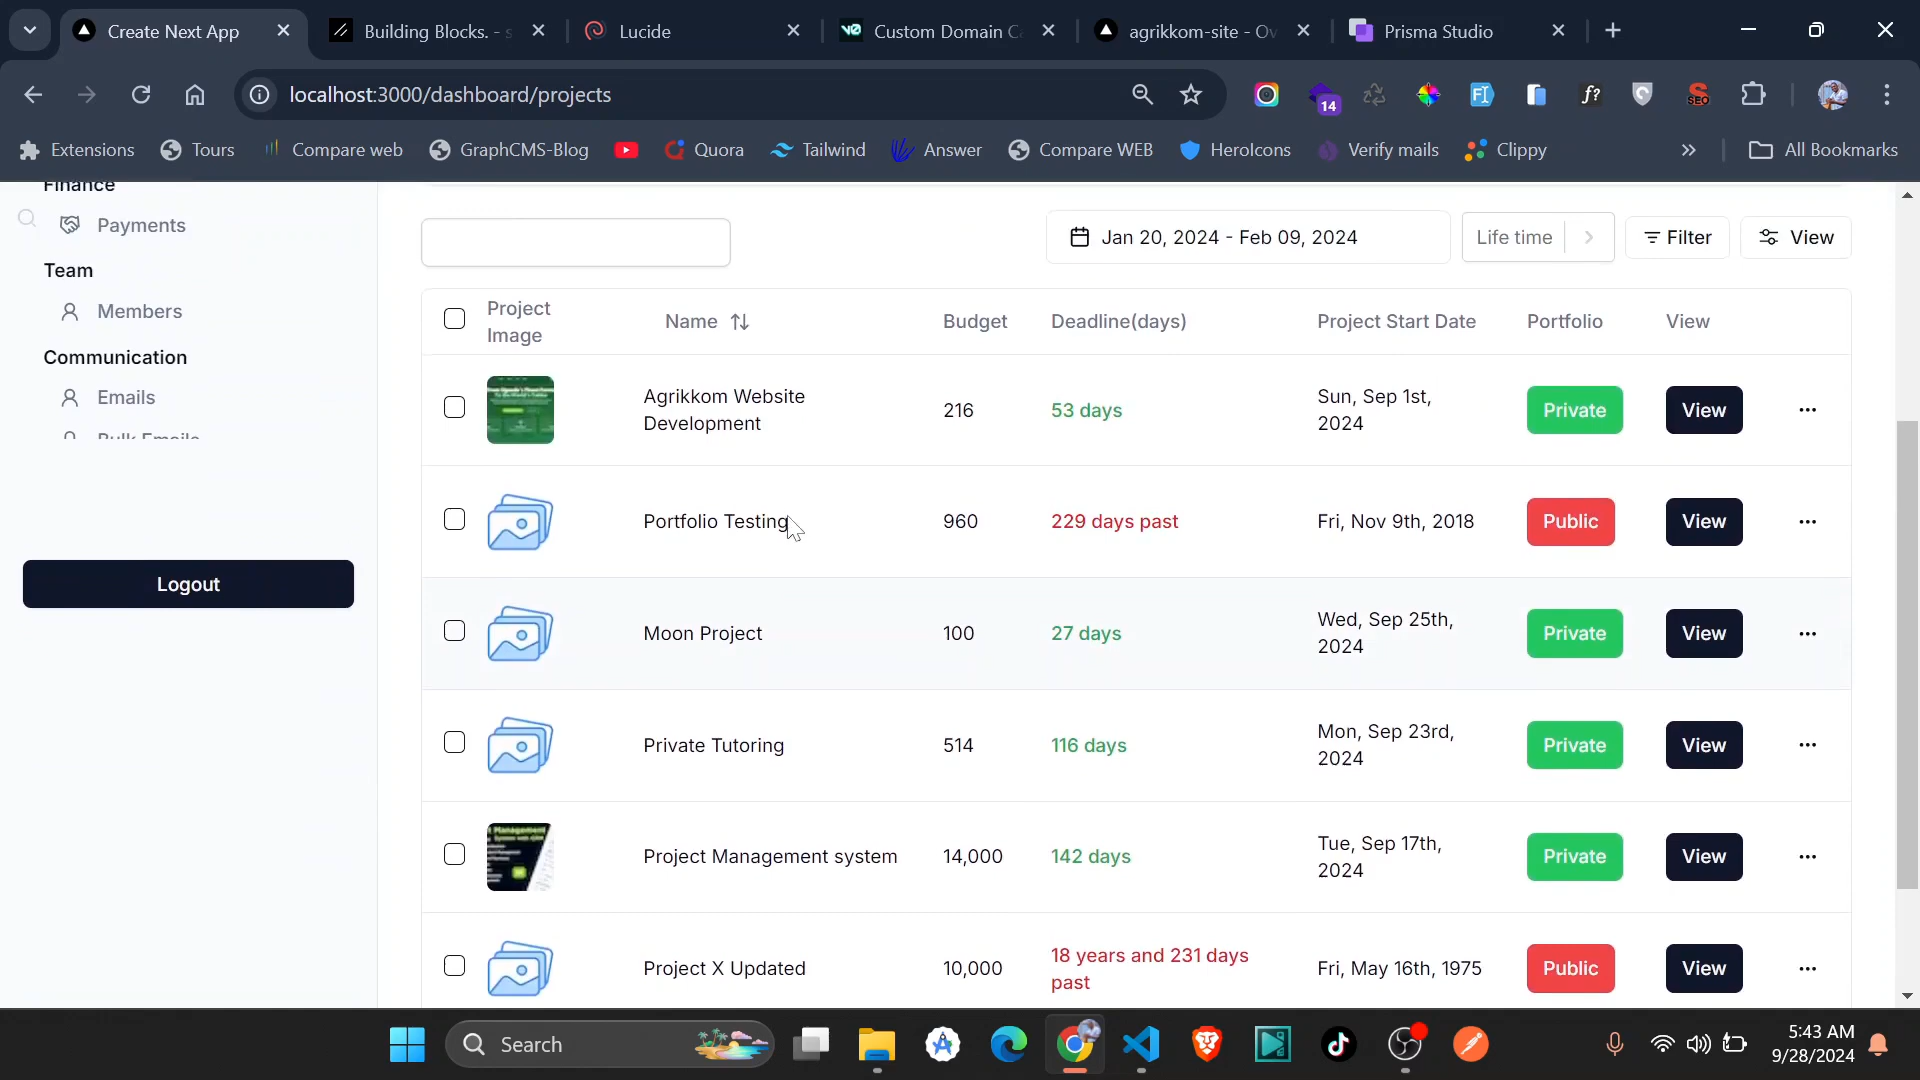 Create Next App
Building Blocks. - s
Lucide
Custom Domain Ca
agrikkom-site - Ov
Prisma Studio
localhost:3000/dashboard/projects
14
FI
f?
SEO
Extensions
Tours
Compare web
GraphCMS-Blog
Quora
Tailwind
Answer
Compare WEB
HeroIcons
Verify mails
Clippy
All Bookmarks
Finance
Payments
Team
Members
Communication
Emails
Bulk Emails
Logout
Jan 20, 2024 - Feb 09, 2024
Life time
Filter
View
Project Image
Name
Budget
Deadline(days)
Project Start Date
Portfolio
View
Agrikkom Website Development
216
53 days
Sun, Sep 1st, 2024
Private
View
Portfolio Testing
960
229 days past
Fri, Nov 9th, 2018
Public
View
Moon Project
100
27 days
Wed, Sep 25th, 2024
Private
View
Private Tutoring
514
116 days
Mon, Sep 23rd, 2024
Private
View
Project Management system
14,000
142 days
Tue, Sep 17th, 2024
Private
View
Project X Updated
10,000
18 years and 231 days past
Fri, May 16th, 1975
Public
View
Search
5:43 AM
9/28/2024